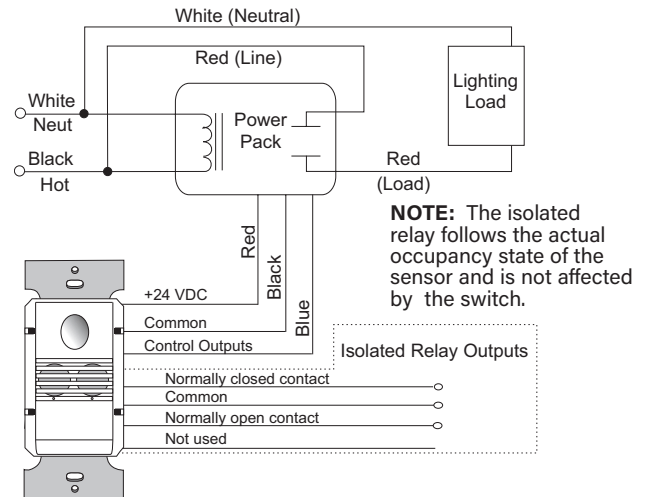 White (Neutral)
Red (Line)
Lighting
Load
White
Neut
Power
Pack
Black
Hot
Red
(Load)
NOTE: The isolated
relay follows the actual
occupancy state of the
sensor and is not affected
by the switch.
Red
Black
Blue
+24 VDC
Common
Control Outputs
Isolated Relay Outputs
Normally closed contact
Common
Normally open contact
Not used